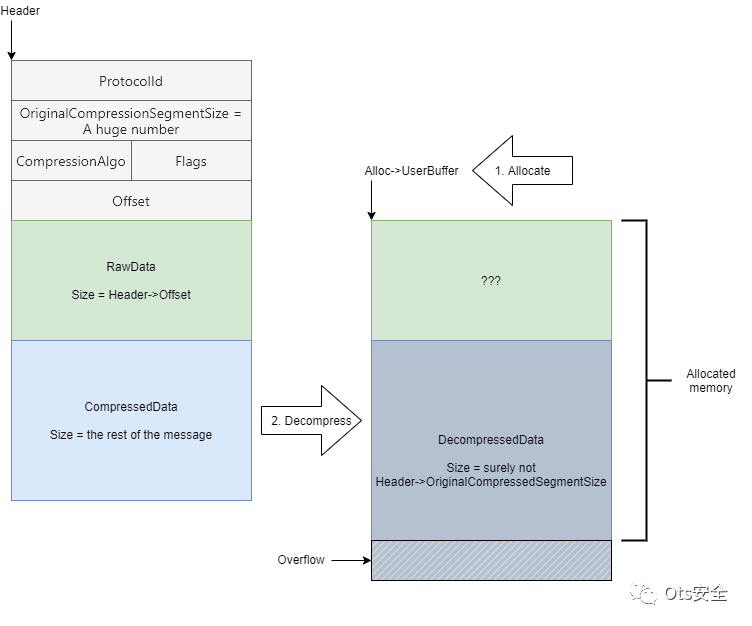 Header
ProtocolId
OriginalCompressionSegmentSize =
A huge number
CompressionAlgo
Flags
Offset
RawData
Size = Header->Offset
CompressedData
Size = the rest of the message
Alloc->UserBuffer
1. Allocate
???
2. Decompress
DecompressedData
Size = surely not
Header->OriginalCompressedSegmentSize
Allocated
memory
Overflow
Ots安全